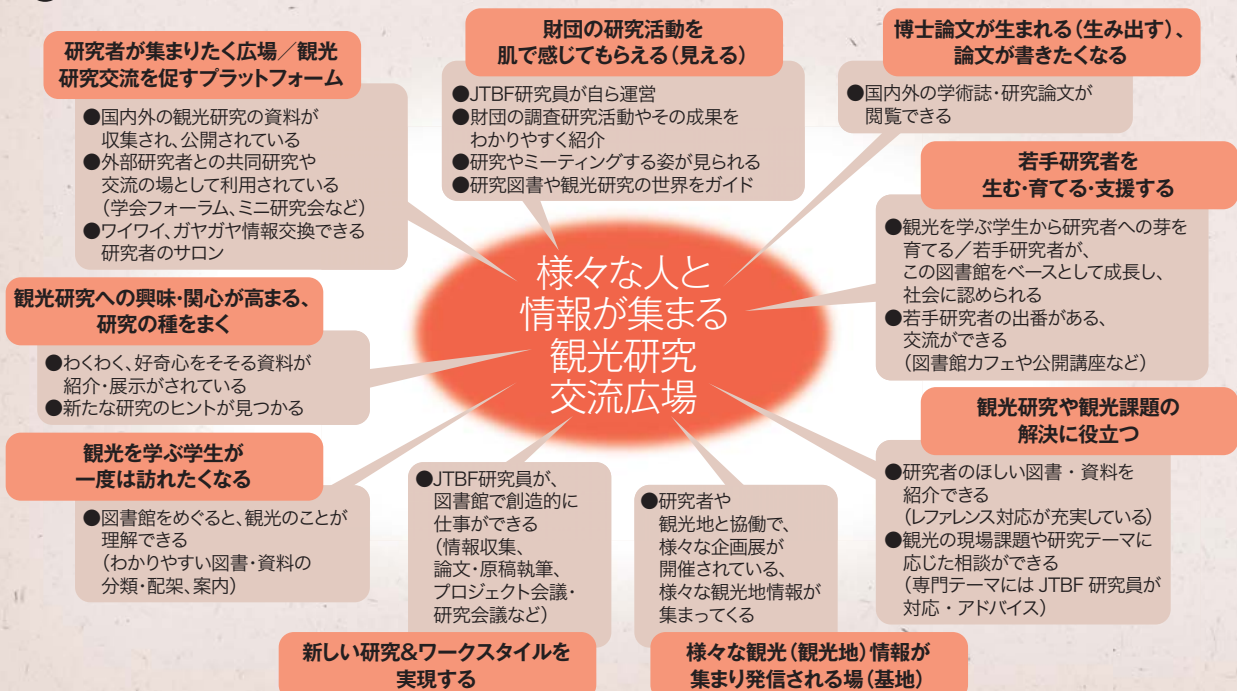 研究者が集まりたく広場／観光
研究交流を促すプラットフォーム
●国内外の観光研究の資料が
収集され、公開されている
●外部研究者との共同研究や
交流の場として利用されている
（学会フォーラム、ミニ研究会など）
●ワイワイ、ガヤガヤ情報交換できる
研究者のサロン
財団の研究活動を
肌で感じてもらえる（見える）
●JTBF研究員が自ら運営
●財団の調査研究活動やその成果を
わかりやすく紹介
●研究やミーティングする姿が見られる
●研究図書や観光研究の世界をガイド
博士論文が生まれる（生み出す）、
論文が書きたくなる
●国内外の学術誌・研究論文が
閲覧できる
若手研究者を
生む・育てる・支援する
●観光を学ぶ学生から研究者への芽を
育てる／若手研究者が、
この図書館をベースとして成長し、
社会に認められる
●若手研究者の出番がある、
交流ができる
（図書館カフェや公開講座など）
様々な人と
情報が集まる
観光研究
交流広場
観光研究への興味・関心が高まる、
研究の種をまく
●わくわく、好奇心をそそる資料が
紹介・展示がされている
●新たな研究のヒントが見つかる
観光を学ぶ学生が
一度は訪れたくなる
●図書館をめぐると、観光のことが
理解できる
（わかりやすい図書・資料の
分類・配架、案内）
●JTBF研究員が、
図書館で創造的に
仕事ができる
（情報収集、
論文・原稿執筆、
プロジェクト会議・
研究会議など）
新しい研究&ワークスタイルを
実現する
●研究者や
観光地と協働で、
様々な企画展が
開催されている、
様々な観光地情報が
集まってくる
様々な観光（観光地）情報が
集まり発信される場（基地）
観光研究や観光課題の
解決に役立つ
●研究者のほしい図書・資料を
紹介できる
（レファレンス対応が充実している）
●観光の現場課題や研究テーマに
応じた相談ができる
（専門テーマには JTBF 研究員が
対応・アドバイス）